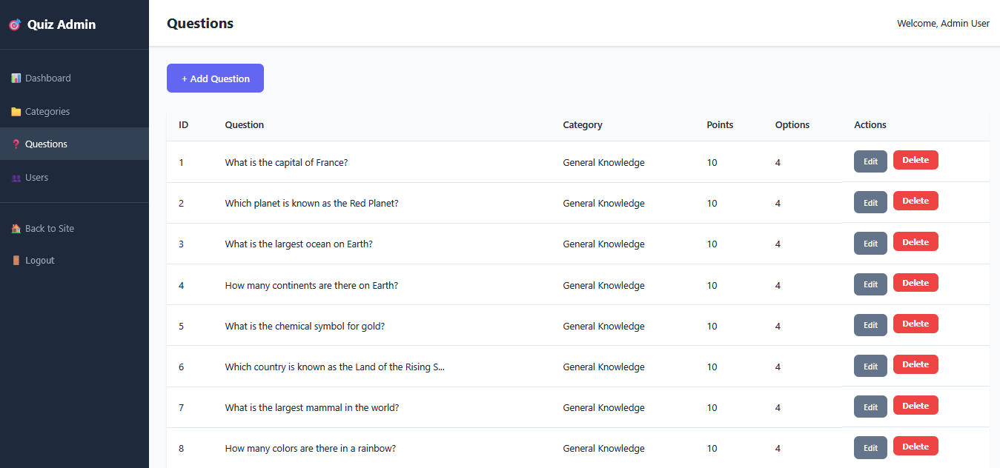 Quiz Admin
Dashboard
Categories
Questions
Users
Back to Site
Logout
Questions
Welcome, Admin User
+ Add Question
ID Question Category Points Options Actions
1 What is the capital of France? General Knowledge 10 4 Edit Delete
2 Which planet is known as the Red Planet? General Knowledge 10 4 Edit Delete
3 What is the largest ocean on Earth? General Knowledge 10 4 Edit Delete
4 How many continents are there on Earth? General Knowledge 10 4 Edit Delete
5 What is the chemical symbol for gold? General Knowledge 10 4 Edit Delete
6 Which country is known as the Land of the Rising S... General Knowledge 10 4 Edit Delete
7 What is the largest mammal in the world? General Knowledge 10 4 Edit Delete
8 How many colors are there in a rainbow? General Knowledge 10 4 Edit Delete